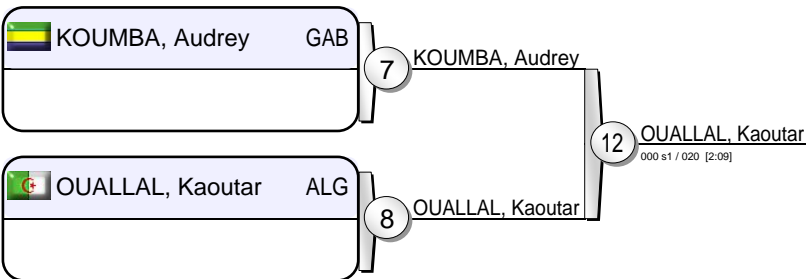 KOUMBA, Audrey GAB
7
KOUMBA, Audrey
12
OUALLAL, Kaoutar
000 s1 / 020 [2:09]
OUALLAL, Kaoutar ALG
8
OUALLAL, Kaoutar